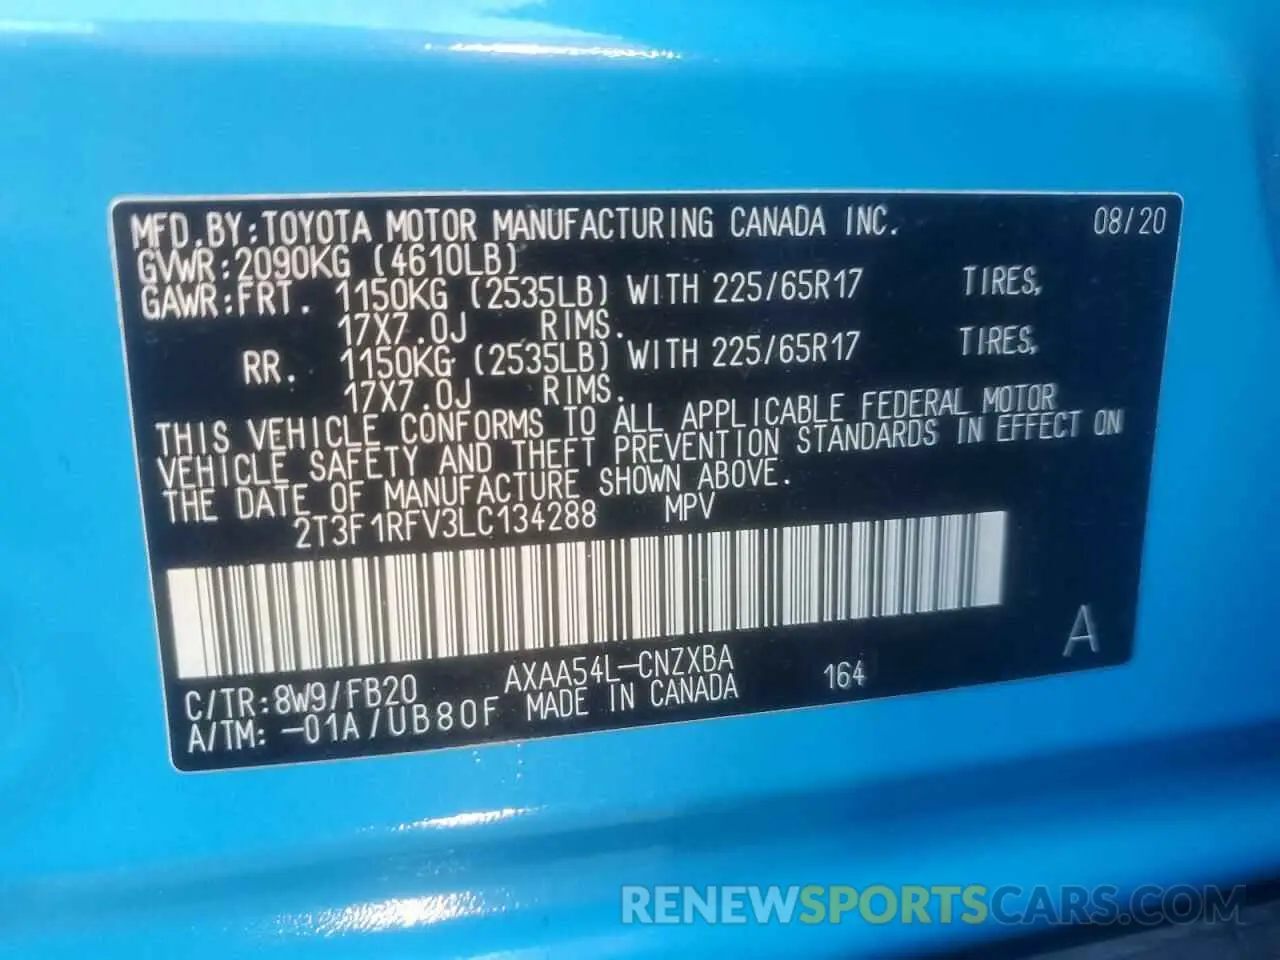 MFD.BY:TOYOTA MOTOR MANUFACTURING CANADA INC. 08/20
GVWR:2090KG (4610LB)
GAWR:FRT. 1150KG (2535LB) WITH 225/65R17 TIRES,
17X7.0J RIMS.
RR. 1150KG (2535LB) WITH 225/65R17 TIRES,
17X7.0J RIMS.
THIS VEHICLE CONFORMS TO ALL APPLICABLE FEDERAL MOTOR
VEHICLE SAFETY AND THEFT PREVENTION STANDARDS IN EFFECT ON
THE DATE OF MANUFACTURE SHOWN ABOVE.
2T3F1RFV3LC134288 MPV
A
C/TR:8W9/FB20 AXAA54L-CNZXBA 164
A/TM:-01A/UB80F MADE IN CANADA
RENEWSPORTSCARS.COM